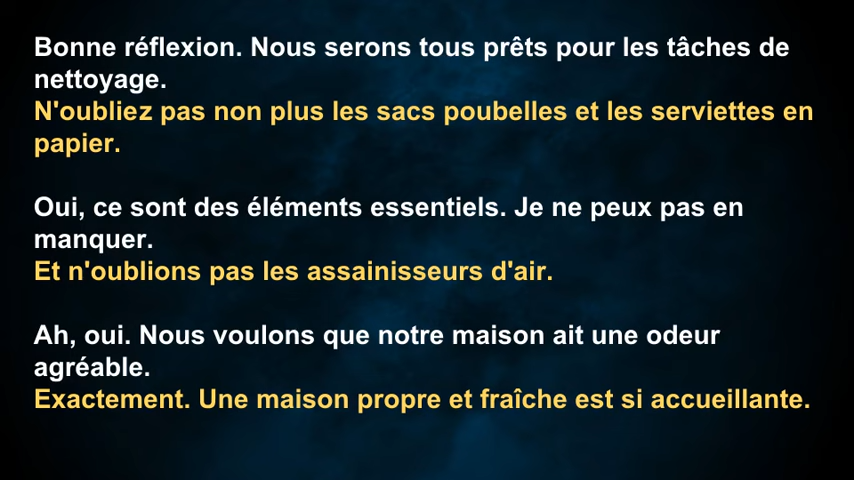 Bonne réflexion. Nous serons tous prêts pour les tâches de
nettoyage.
N'oubliez pas non plus les sacs poubelles et les serviettes en
papier.
Oui, ce sont des éléments essentiels. Je ne peux pas en
manquer.
Et n'oublions pas les assainisseurs d'air.
Ah, oui. Nous voulons que notre maison ait une odeur
agréable.
Exactement. Une maison propre et fraîche est si accueillante.